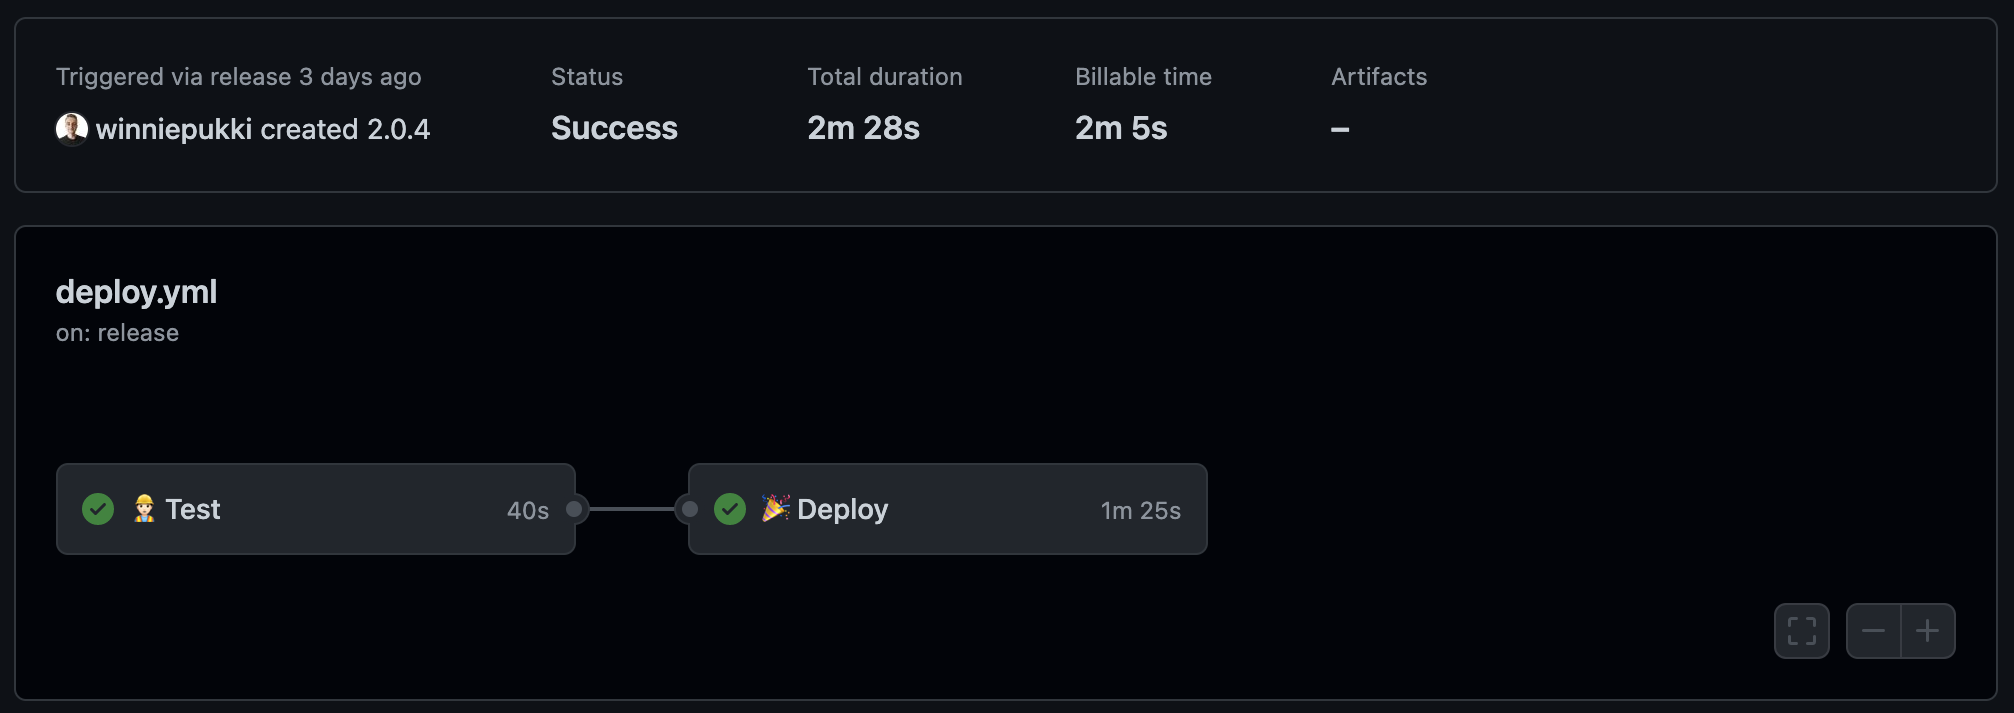 Triggered via release 3 days ago
winniepukki created 2.0.4
Status
Success
Total duration
2m 28s
Billable time
2m 5s
Artifacts
–
deploy.yml
on: release
👷🏻 Test 40s
🎉 Deploy 1m 25s